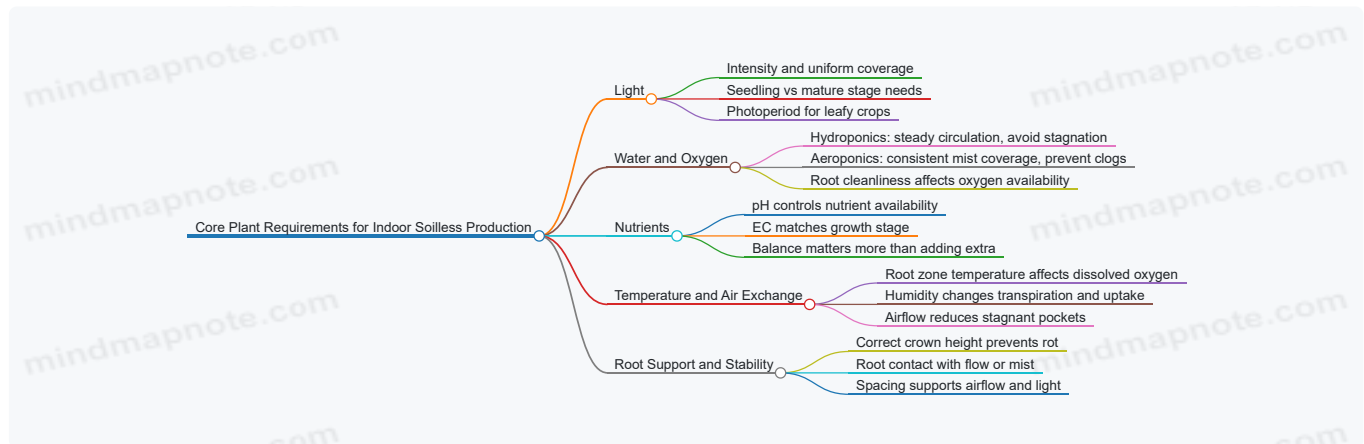 mindmapnote.com
mindmapnote.com
Intensity and uniform coverage
Light
Seedling vs mature stage needs
Photoperiod for leafy crops
Hydroponics: steady circulation, avoid stagnation
Water and Oxygen
Aeroponics: consistent mist coverage, prevent clogs
Root cleanliness affects oxygen availability
mindmapnote.com
mindmapnote.com
pH controls nutrient availability
Core Plant Requirements for Indoor Soilless Production
Nutrients
EC matches growth stage
Balance matters more than adding extra
Root zone temperature affects dissolved oxygen
Temperature and Air Exchange
Humidity changes transpiration and uptake
Airflow reduces stagnant pockets
mindmapnote.com
mindmapnote.com
Correct crown height prevents rot
Root Support and Stability
Root contact with flow or mist
Spacing supports airflow and light